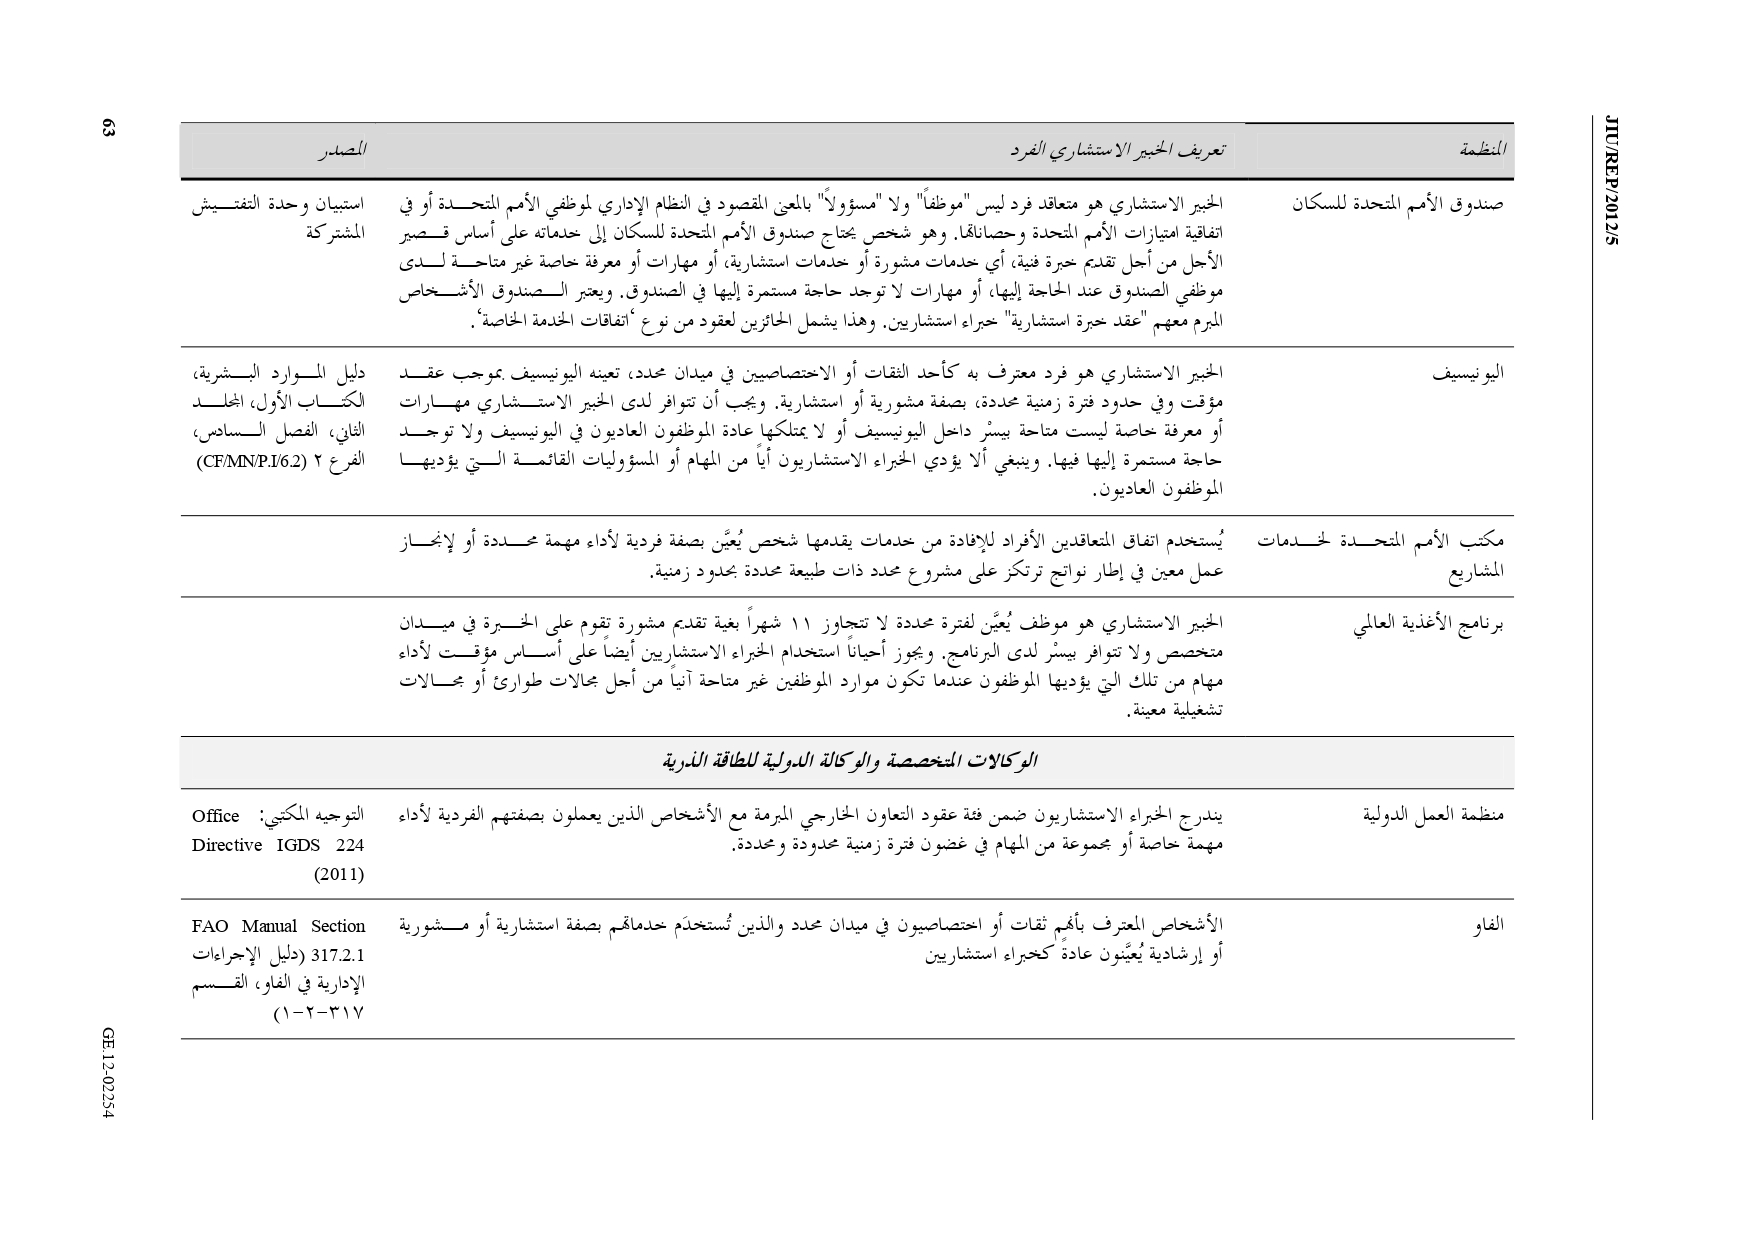 JIU/REP/2012/5
المنظمة
تعريف الخبير الاستشاري الفرد
المصدر
صندوق الأمم المتحدة للسكان
الخبير الاستشاري هو متعاقد فرد ليس "موظفاً" ولا "مسؤولاً" بالمعنى المقصود في النظام الإداري لموظفي الأمم المتحدة أو في
اتفاقية امتيازات الأمم المتحدة وحصاناتها. وهو شخص يحتاج صندوق الأمم المتحدة للسكان إلى خدماته على أساس قصير
الأجل من أجل تقديم خبرة فنية، أي خدمات مشورة أو خدمات استشارية، أو مهارات أو معرفة خاصة غير متاحة لدى
موظفي الصندوق عند الحاجة إليها، أو مهارات لا توجد حاجة مستمرة إليها في الصندوق. ويعتبر الصندوق الأشخاص
المبرم معهم "عقد خبرة استشارية" خبراء استشاريين. وهذا يشمل الحائزين لعقود من نوع ‘اتفاقات الخدمة الخاصة‘.
استبيان وحدة التفتيش
المشتركة
اليونيسيف
الخبير الاستشاري هو فرد معترف به كأحد الثقات أو الاختصاصيين في ميدان محدد، تعينه اليونيسيف بموجب عقد
مؤقت وفي حدود فترة زمنية محددة، بصفة مشورية أو استشارية. ويجب أن تتوافر لدى الخبير الاستشاري مهارات
أو معرفة خاصة ليست متاحة بيسْر داخل اليونيسيف أو لا يمتلكها عادة الموظفون العاديون في اليونيسيف ولا توجد
حاجة مستمرة إليها فيها. وينبغي ألا يؤدي الخبراء الاستشاريون أياً من المهام أو المسؤوليات القائمة التي يؤديها
الموظفون العاديون.
دليل الموارد البشرية،
الكتاب الأول، المجلد
الثاني، الفصل السادس،
الفرع ٢ (CF/MN/P.I/6.2)
مكتب الأمم المتحدة لخدمات
المشاريع
يُستخدم اتفاق المتعاقدين الأفراد للإفادة من خدمات يقدمها شخص يُعيَّن بصفة فردية لأداء مهمة محددة أو لإنجاز
عمل معين في إطار نواتج ترتكز على مشروع محدد ذات طبيعة محددة بحدود زمنية.
برنامج الأغذية العالمي
الخبير الاستشاري هو موظف يُعيَّن لفترة محددة لا تتجاوز ١١ شهراً بغية تقديم مشورة تقوم على الخبرة في ميدان
متخصص ولا تتوافر بيسْر لدى البرنامج. ويجوز أحياناً استخدام الخبراء الاستشاريين أيضاً على أساس مؤقت لأداء
مهام من تلك التي يؤديها الموظفون عندما تكون موارد الموظفين غير متاحة آنياً من أجل مجالات طوارئ أو مجالات
تشغيلية معينة.
الوكالات المتخصصة والوكالة الدولية للطاقة الذرية
منظمة العمل الدولية
يندرج الخبراء الاستشاريون ضمن فئة عقود التعاون الخارجي المبرمة مع الأشخاص الذين يعملون بصفتهم الفردية لأداء
مهمة خاصة أو مجموعة من المهام في غضون فترة زمنية محدودة ومحددة.
التوجيه المكتبي: Office
Directive IGDS 224
(2011)
الفاو
الأشخاص المعترف بأنهم ثقات أو اختصاصيون في ميدان محدد والذين تُستخدَم خدماتهم بصفة استشارية أو مشورية
أو إرشادية يُعيَّنون عادةً كخبراء استشاريين
FAO Manual Section
317.2.1 (دليل الإجراءات
الإدارية في الفاو، القسم
٣١٧-٢-١)
63
GE.12-02254